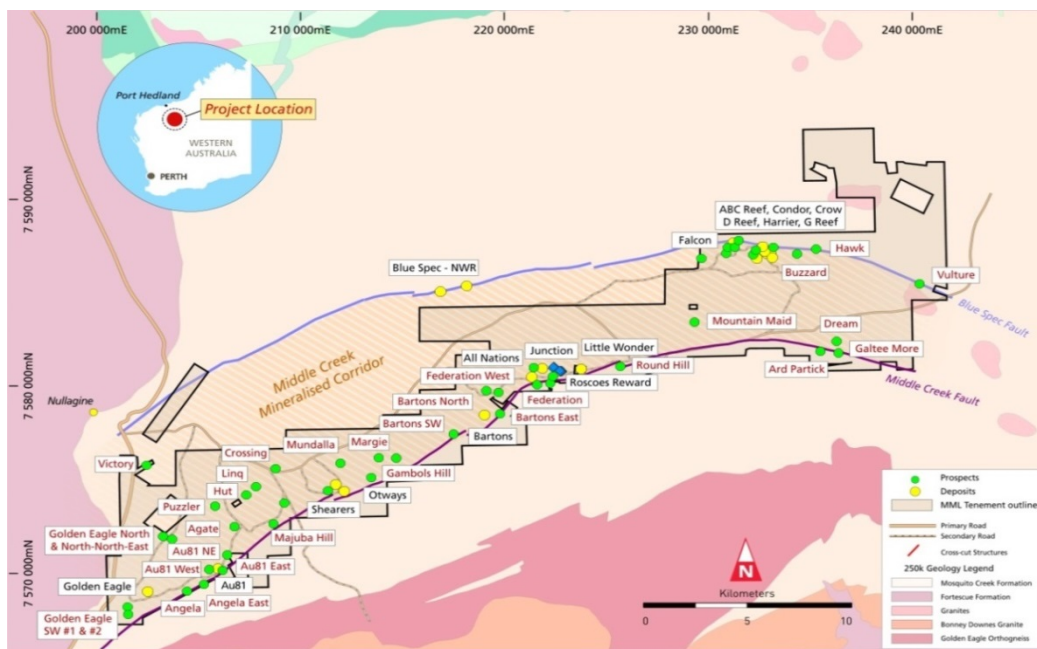 200 000mE
210 000mE
220 000mE
230 000mE
240 000mE
7 590 000mN
7 580 000mN
7 570 000mN
Port Hedland
Project Location
WESTERN
AUSTRALIA
PERTH
ABC Reef, Condor, Crow
D Reef, Harrier, G Reef
Falcon
Hawk
Buzzard
Vulture
Blue Spec - NWR
Blue Spec Fault
Mountain Maid
Dream
Galtee More
Ard Partick
Middle Creek Fault
Middle Creek
Mineralised Corridor
Nullagine
All Nations
Junction
Little Wonder
Round Hill
Federation West
Roscoes Reward
Federation
Bartons North
Bartons East
Bartons SW
Bartons
Victory
Crossing
Mundalla
Margie
Linq
Hut
Gambols Hill
Otways
Puzzler
Shearers
Agate
Majuba Hill
Golden Eagle North
& North-North-East
Au81 NE
Au81 West
Au81 East
Au81
Golden Eagle
Angela
Angela East
Golden Eagle
SW #1 & #2
N
Kilometers
0
5
10
Prospects
Deposits
MML Tenement outline
Primary Road
Secondary Road
Cross-cut Structures
250k Geology Legend
Mosquito Creek Formation
Fortescue Formation
Granites
Bonney Downes Granite
Golden Eagle Orthogneiss